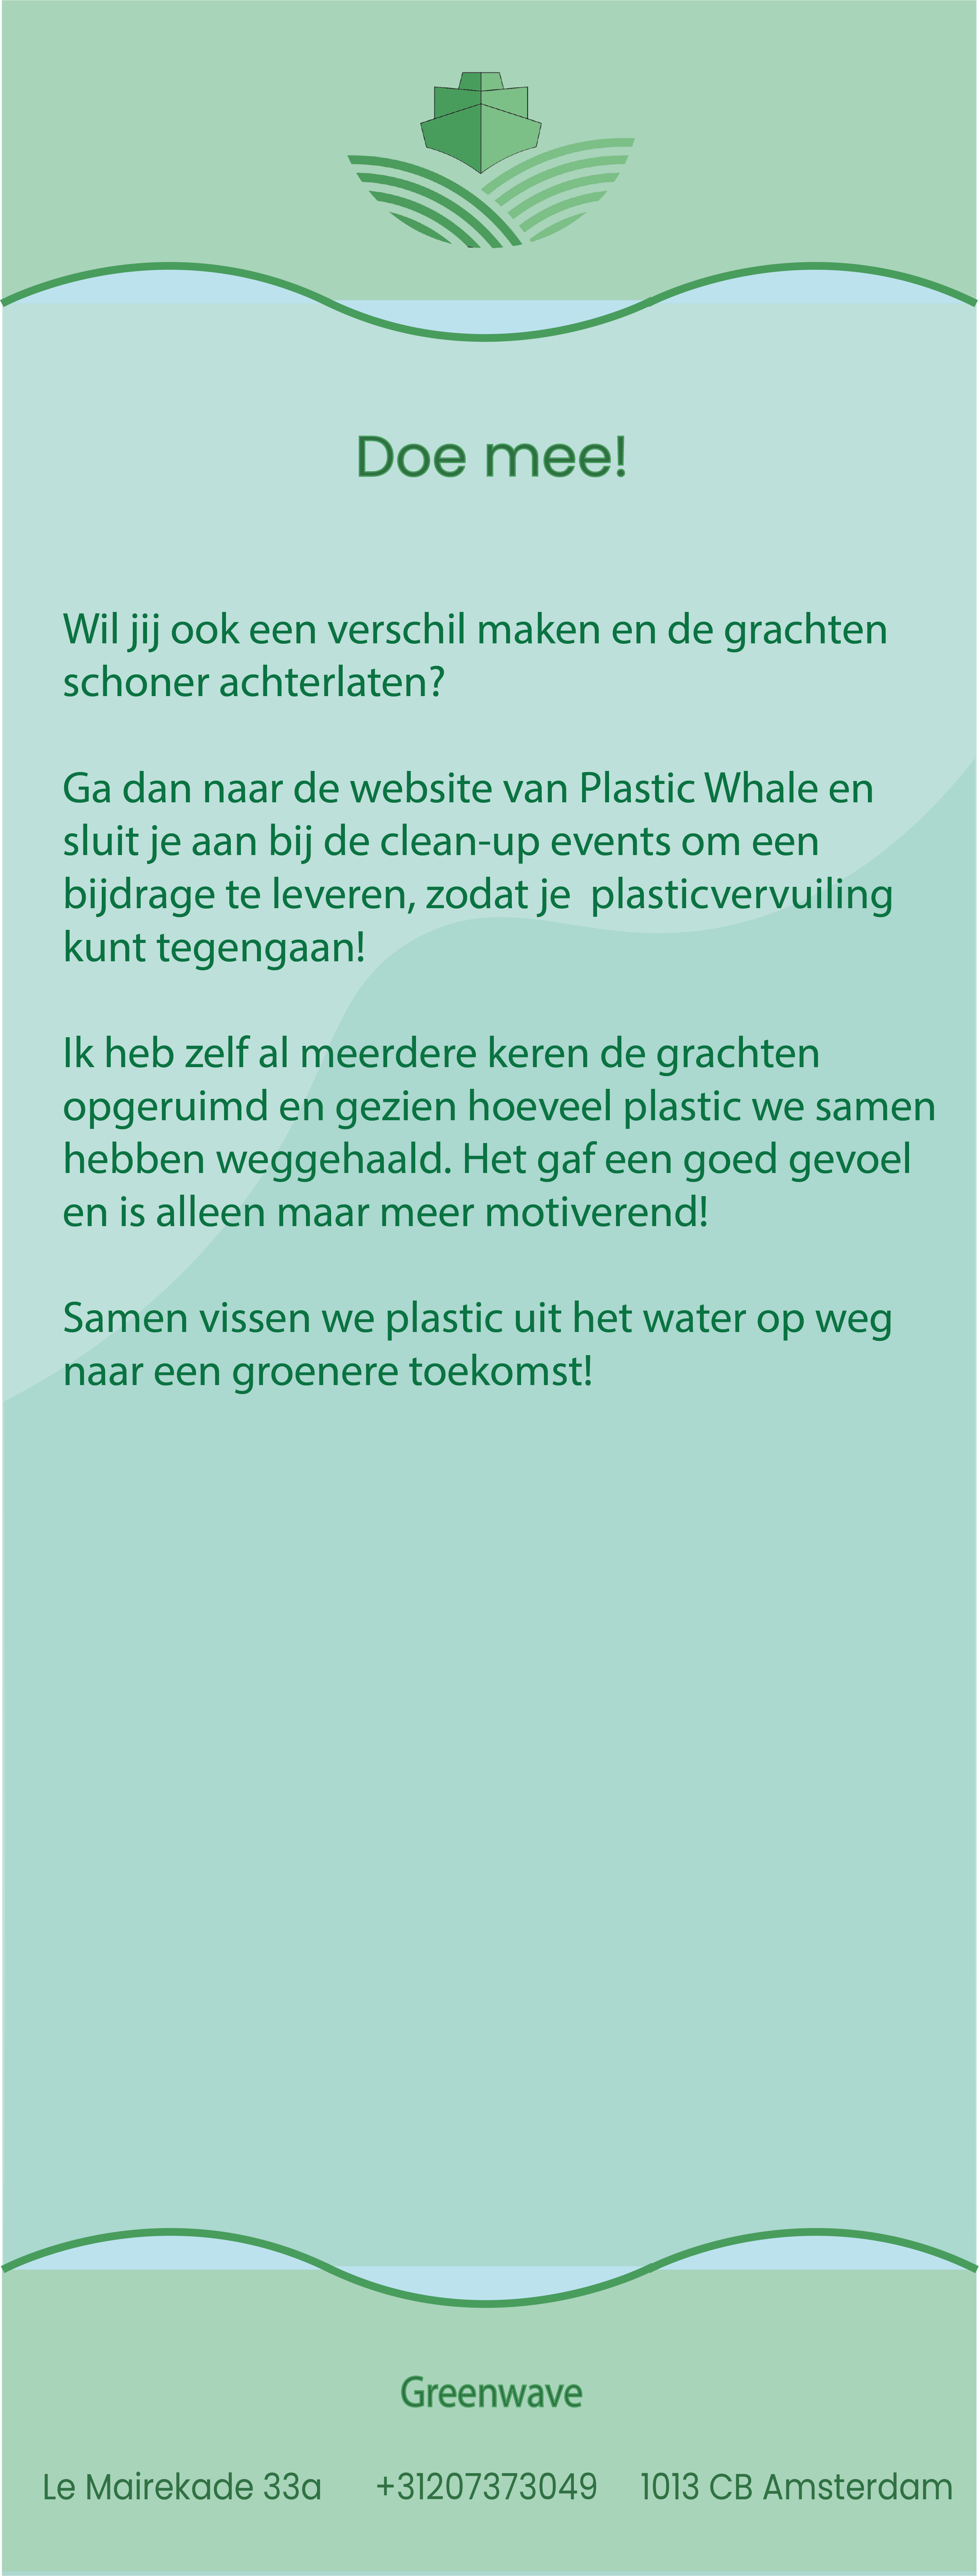 Doe mee!
Wil jij ook een verschil maken en de grachten
schoner achterlaten?
Ga dan naar de website van Plastic Whale en
sluit je aan bij de clean-up events om een
bijdrage te leveren, zodat je  plasticvervuiling
kunt tegengaan!
Ik heb zelf al meerdere keren de grachten
opgeruimd en gezien hoeveel plastic we samen
hebben weggehaald. Het gaf een goed gevoel
en is alleen maar meer motiverend!
Samen vissen we plastic uit het water op weg
naar een groenere toekomst!
Greenwave
Le Mairekade 33a +31207373049 1013 CB Amsterdam